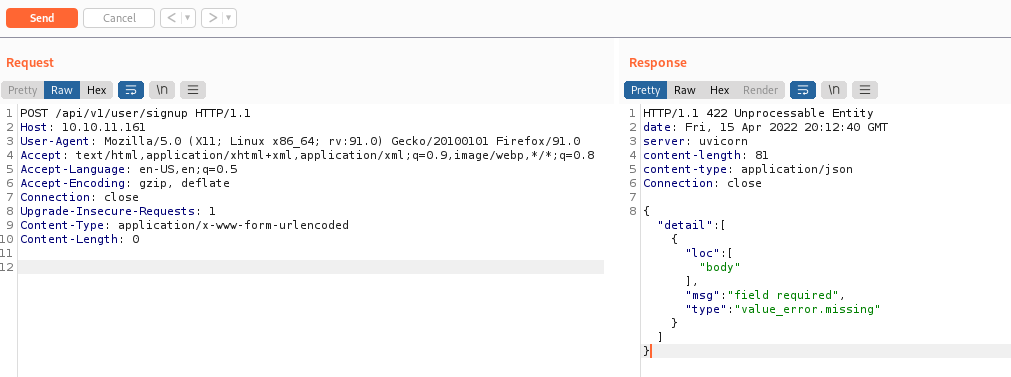 Send Cancel < ▼ > ▼
Request
Pretty Raw Hex \n
1 POST /api/v1/user/signup HTTP/1.1
2 Host: 10.10.11.161
3 User-Agent: Mozilla/5.0 (X11; Linux x86_64; rv:91.0) Gecko/20100101 Firefox/91.0
4 Accept: text/html,application/xhtml+xml,application/xml;q=0.9,image/webp,*/*;q=0.8
5 Accept-Language: en-US,en;q=0.5
6 Accept-Encoding: gzip, deflate
7 Connection: close
8 Upgrade-Insecure-Requests: 1
9 Content-Type: application/x-www-form-urlencoded
10 Content-Length: 0
11
12
Response
Pretty Raw Hex Render \n
1 HTTP/1.1 422 Unprocessable Entity
2 date: Fri, 15 Apr 2022 20:12:40 GMT
3 server: uvicorn
4 content-length: 81
5 content-type: application/json
6 Connection: close
7
8 {
"detail":[
{
"loc":[
"body"
],
"msg":"field required",
"type":"value_error.missing"
}
]
}